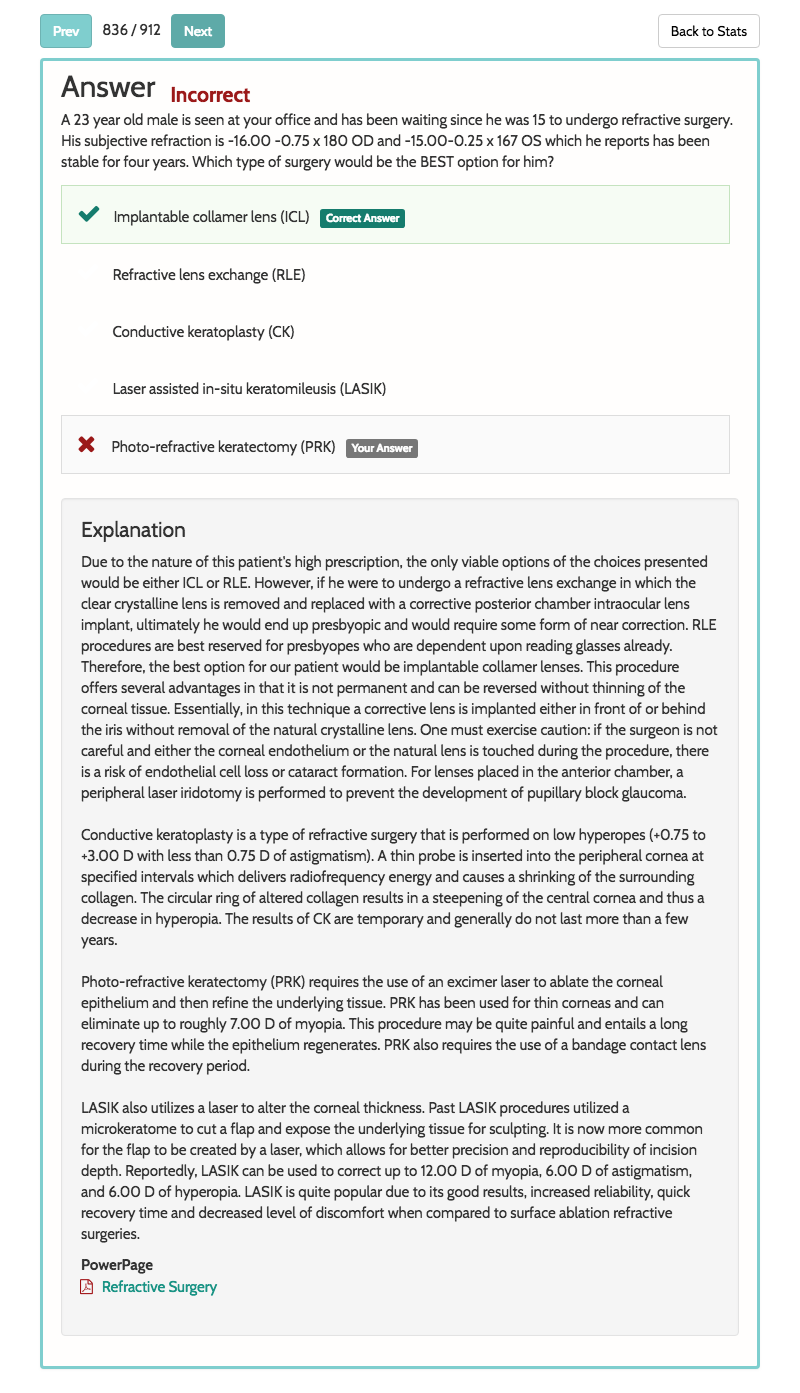 Prev 836 / 912 Next Back to Stats
Answer Incorrect
A 23 year old male is seen at your office and has been waiting since he was 15 to undergo refractive surgery.
His subjective refraction is -16.00 -0.75 x 180 OD and -15.00-0.25 x 167 OS which he reports has been
stable for four years. Which type of surgery would be the BEST option for him?
Implantable collamer lens (ICL) Correct Answer
Refractive lens exchange (RLE)
Conductive keratoplasty (CK)
Laser assisted in-situ keratomileusis (LASIK)
Photo-refractive keratectomy (PRK) Your Answer
Explanation
Due to the nature of this patient's high prescription, the only viable options of the choices presented
would be either ICL or RLE. However, if he were to undergo a refractive lens exchange in which the
clear crystalline lens is removed and replaced with a corrective posterior chamber intraocular lens
implant, ultimately he would end up presbyopic and would require some form of near correction. RLE
procedures are best reserved for presbyopes who are dependent upon reading glasses already.
Therefore, the best option for our patient would be implantable collamer lenses. This procedure
offers several advantages in that it is not permanent and can be reversed without thinning of the
corneal tissue. Essentially, in this technique a corrective lens is implanted either in front of or behind
the iris without removal of the natural crystalline lens. One must exercise caution: if the surgeon is not
careful and either the corneal endothelium or the natural lens is touched during the procedure, there
is a risk of endothelial cell loss or cataract formation. For lenses placed in the anterior chamber, a
peripheral laser iridotomy is performed to prevent the development of pupillary block glaucoma.
Conductive keratoplasty is a type of refractive surgery that is performed on low hyperopes (+0.75 to
+3.00 D with less than 0.75 D of astigmatism). A thin probe is inserted into the peripheral cornea at
specified intervals which delivers radiofrequency energy and causes a shrinking of the surrounding
collagen. The circular ring of altered collagen results in a steepening of the central cornea and thus a
decrease in hyperopia. The results of CK are temporary and generally do not last more than a few
years.
Photo-refractive keratectomy (PRK) requires the use of an excimer laser to ablate the corneal
epithelium and then refine the underlying tissue. PRK has been used for thin corneas and can
eliminate up to roughly 7.00 D of myopia. This procedure may be quite painful and entails a long
recovery time while the epithelium regenerates. PRK also requires the use of a bandage contact lens
during the recovery period.
LASIK also utilizes a laser to alter the corneal thickness. Past LASIK procedures utilized a
microkeratome to cut a flap and expose the underlying tissue for sculpting. It is now more common
for the flap to be created by a laser, which allows for better precision and reproducibility of incision
depth. Reportedly, LASIK can be used to correct up to 12.00 D of myopia, 6.00 D of astigmatism,
and 6.00 D of hyperopia. LASIK is quite popular due to its good results, increased reliability, quick
recovery time and decreased level of discomfort when compared to surface ablation refractive
surgeries.
PowerPage
Refractive Surgery